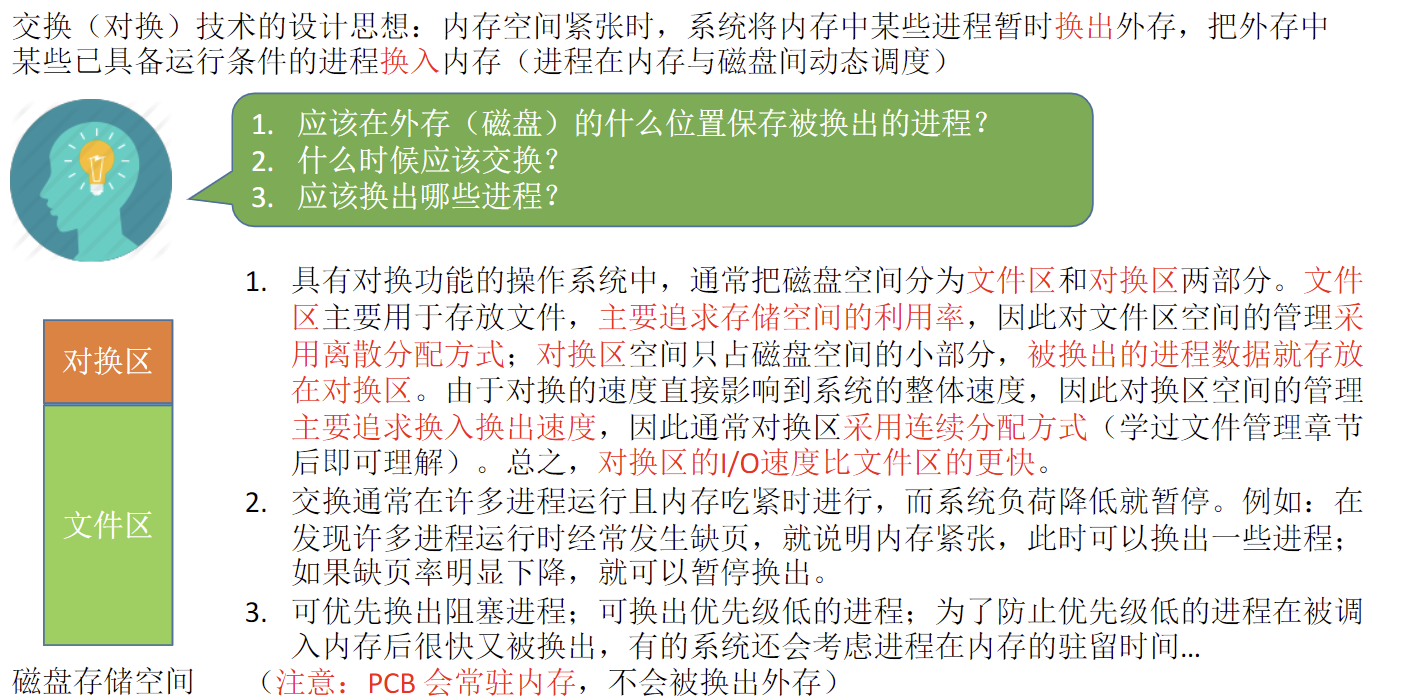 交换（对换）技术的设计思想：内存空间紧张时，系统将内存中某些进程暂时换出外存，把外存中
某些已具备运行条件的进程换入内存（进程在内存与磁盘间动态调度）
1. 应该在外存（磁盘）的什么位置保存被换出的进程？
2. 什么时候应该交换？
3. 应该换出哪些进程？
1. 具有对换功能的操作系统中，通常把磁盘空间分为文件区和对换区两部分。文件
区主要用于存放文件，主要追求存储空间的利用率，因此对文件区空间的管理采
用离散分配方式；对换区空间只占磁盘空间的小部分，被换出的进程数据就存放
在对换区。由于对换的速度直接影响到系统的整体速度，因此对换区空间的管理
主要追求换入换出速度，因此通常对换区采用连续分配方式（学过文件管理章节
后即可理解）。总之，对换区的I/O速度比文件区的更快。
2. 交换通常在许多进程运行且内存吃紧时进行，而系统负荷降低就暂停。例如：在
发现许多进程运行时经常发生缺页，就说明内存紧张，此时可以换出一些进程；
如果缺页率明显下降，就可以暂停换出。
3. 可优先换出阻塞进程；可换出优先级低的进程；为了防止优先级低的进程在被调
入内存后很快又被换出，有的系统还会考虑进程在内存的驻留时间…
（注意：PCB 会常驻内存，不会被换出外存）
对换区
文件区
磁盘存储空间